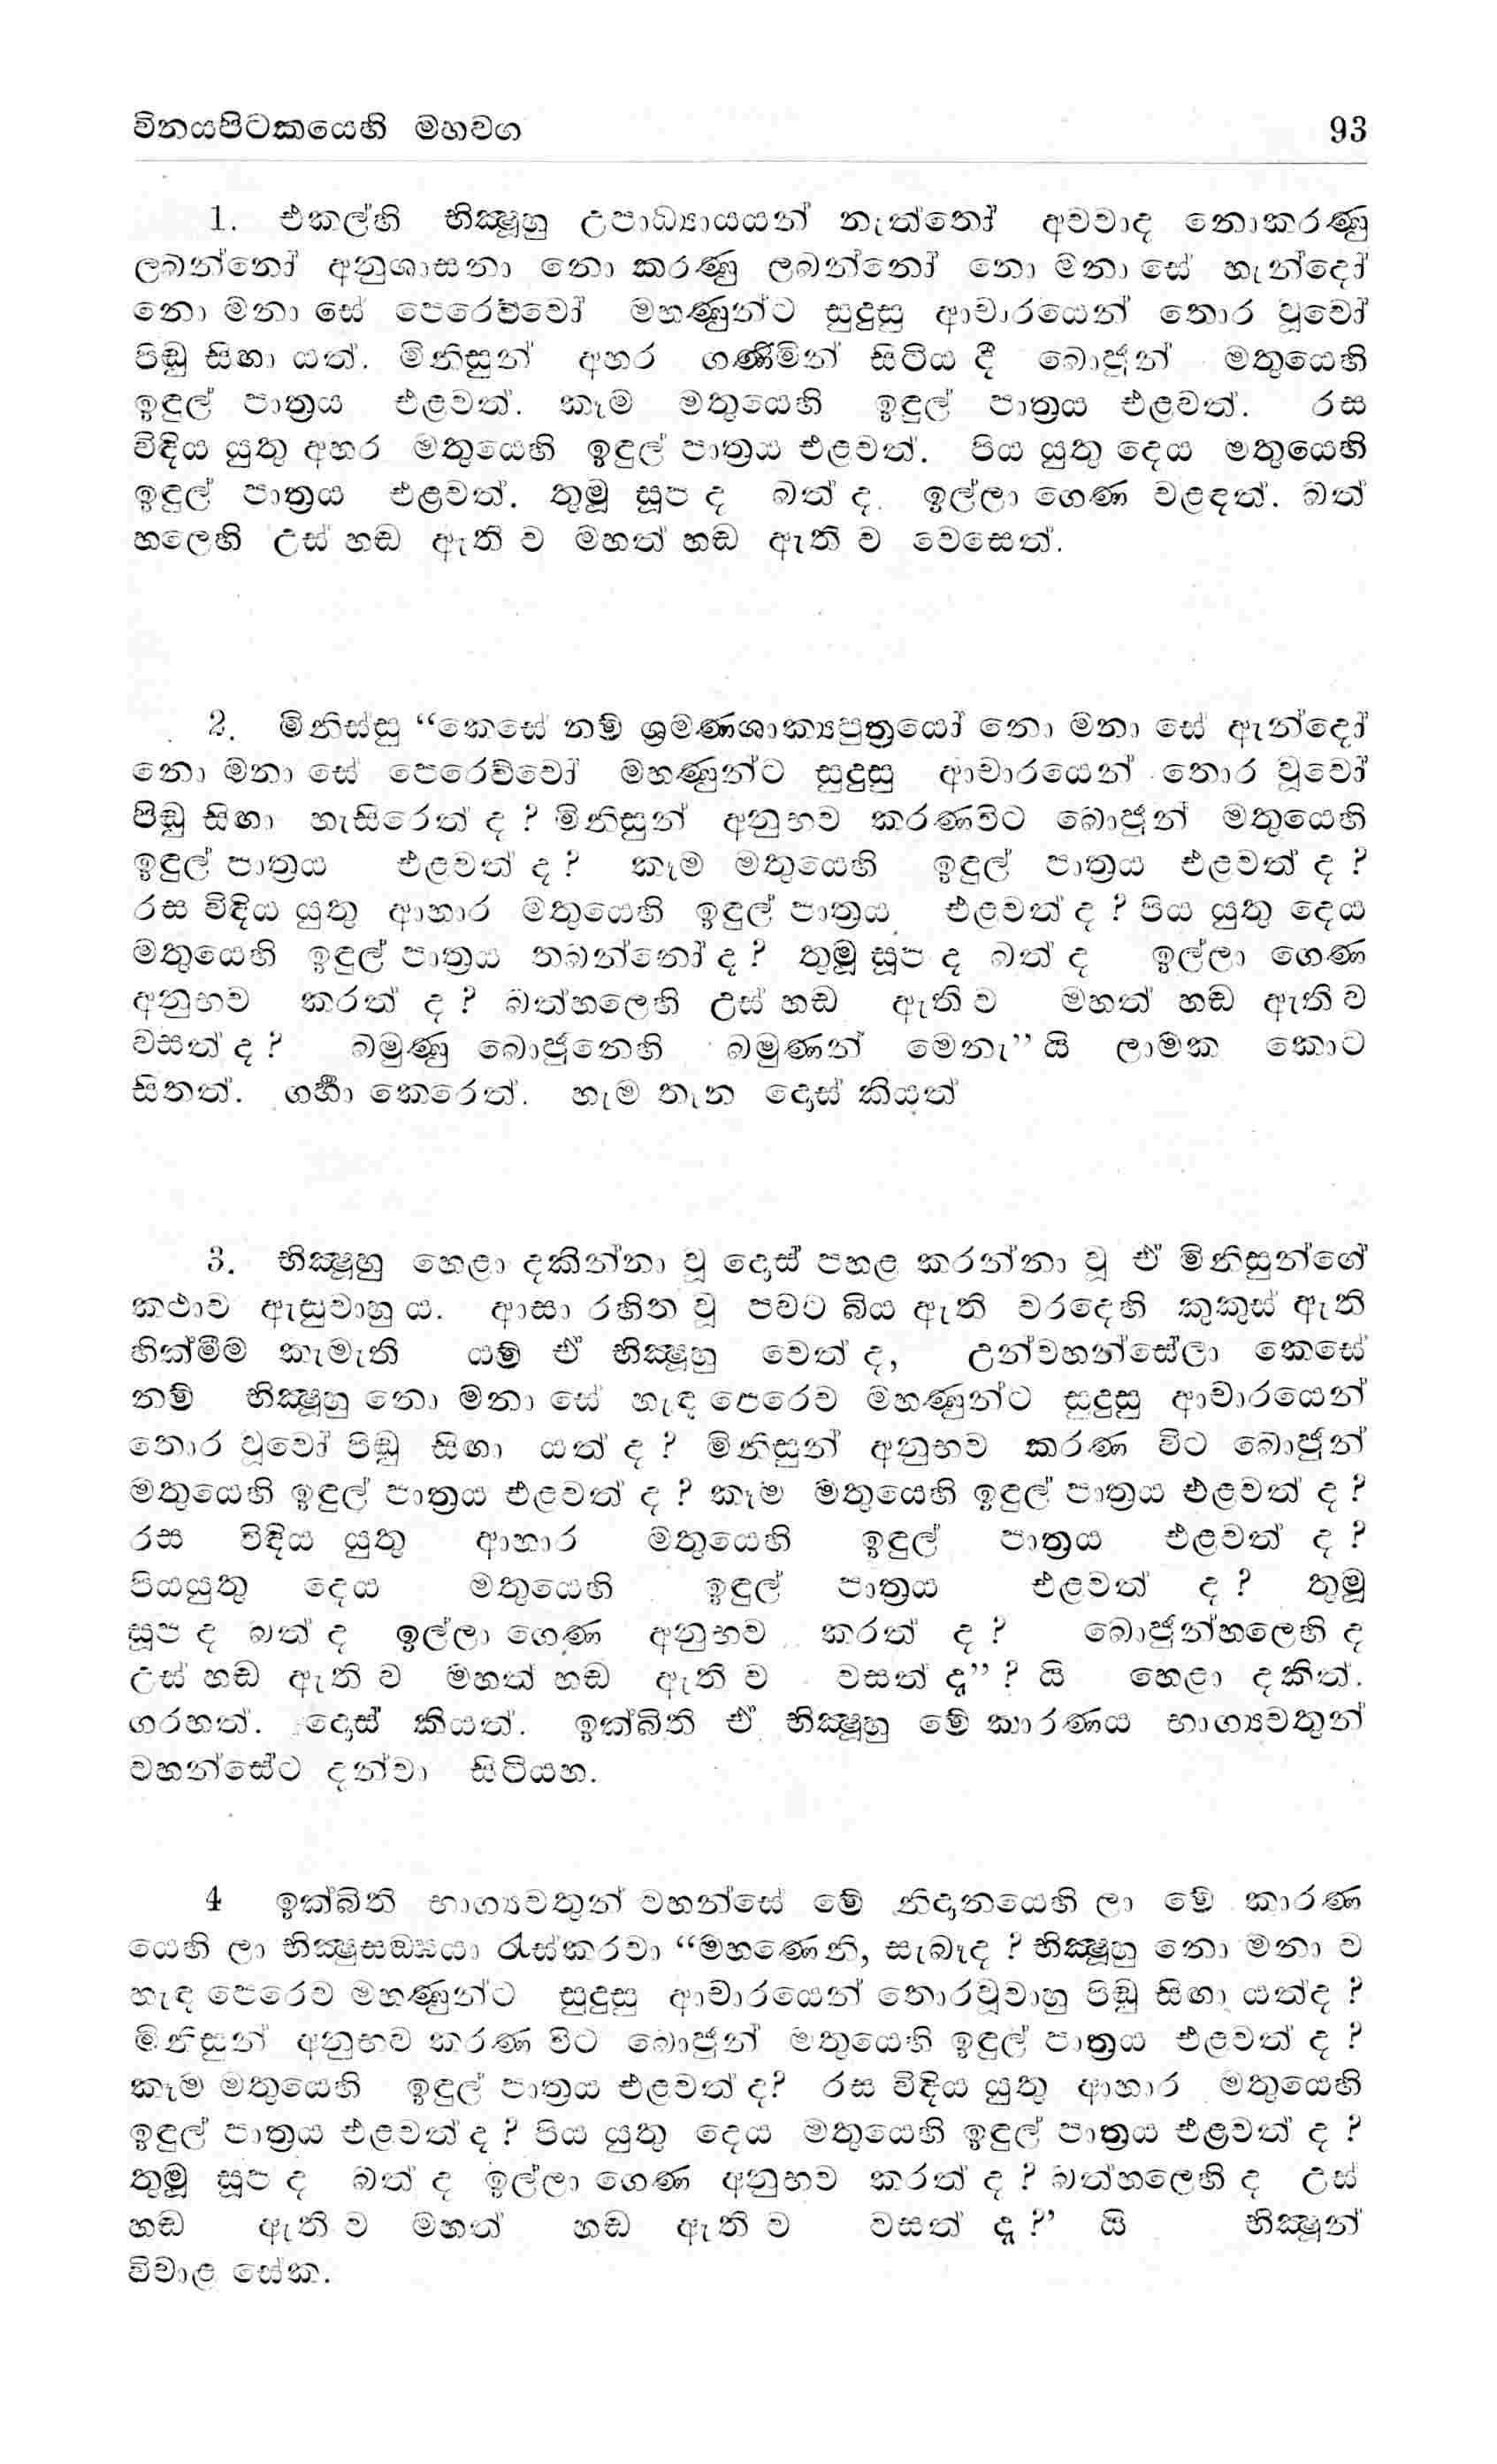 විනයපිටකයෙහි මහවග 93
1. එකල්හි භික්‍ෂූහු උපාධ්‍යායයන් නැත්තෝ අවවාද නොකරණු
ලබන්නෝ අනුශාසනා නො කරණු ලබන්නෝ නො මනා සේ හැන්දෝ
නො මනා සේ පෙරෙව්වෝ මහණුන්ට සුදුසු ආචාරයෙන් තොර වූවෝ
පිඬු සිඟා යත්. මිනිසුන් අහර ගණිමින් සිටිය දී බොජුන් මතුයෙහි
ඉඳුල් පාත්‍රය එළවත්. කෑම මතුයෙහි ඉඳුල් පාත්‍රය එළවත්. රස
විඳිය යුතු අහර මතුයෙහි ඉඳුල් පාත්‍රය එළවත්. පිය යුතු දෙය මතුයෙහි
ඉඳුල් පාත්‍රය එළවත්. තුමූ සූප ද බත් ද ඉල්ලා ගෙණ වළඳත්. බත්
හලෙහි උස් හඬ ඇති ව මහත් හඬ ඇති ව වෙසෙත්.
2. මිනිස්සු “කෙසේ නම් ශ්‍රමණශාක්‍යපුත්‍රයෝ නො මනා සේ ඇන්දෝ
නො මනා සේ පෙරෙව්වෝ මහණුන්ට සුදුසු ආචාරයෙන් තොර වූවෝ
පිඬු සිඟා හැසිරෙත් ද ? මිනිසුන් අනුභව කරණවිට බොජුන් මතුයෙහි
ඉඳුල් පාත්‍රය එළවත් ද ? කෑම මතුයෙහි ඉඳුල් පාත්‍රය එළවත් ද ?
රස විඳිය යුතු ආහාර මතුයෙහි ඉඳුල් පාත්‍රය එළවත් ද ? පිය යුතු දෙය
මතුයෙහි ඉඳුල් පාත්‍රය තබන්නෝ ද ? තුමූ සූප ද බත් ද ඉල්ලා ගෙණ
අනුභව කරත් ද ? බත්හලෙහි උස් හඬ ඇති ව මහත් හඬ ඇති ව
වසත් ද ? බමුණු බොජුනෙහි බමුණන් මෙනැ” යි ලාමක කොට
සිතත්. ගර්‍හා කෙරෙත්. හැම තැන දොස් කියත්
3. භික්‍ෂූහු හෙළා දකින්නා වූ දොස් පහළ කරන්නා වූ ඒ මිනිසුන්ගේ
කථාව ඇසුවාහු ය. ආසා රහිත වූ පවට බිය ඇති වරදෙහි කුකුස් ඇති
හික්මීම කැමැති යම් ඒ භික්‍ෂූහු වෙත් ද, උන්වහන්සේලා කෙසේ
නම් භික්‍ෂූහු නො මනා සේ හැඳ පෙරෙව මහණුන්ට සුදුසු ආචාරයෙන්
තොර වූවෝ පිඬු සිඟා යත් ද ? මිනිසුන් අනුභව කරණ විට බොජුන්
මතුයෙහි ඉඳුල් පාත්‍රය එළවත් ද ? කෑම මතුයෙහි ඉඳුල් පාත්‍රය එළවත් ද ?
රස විඳිය යුතු ආහාර මතුයෙහි ඉඳුල් පාත්‍රය එළවත් ද ?
පියයුතු දෙය මතුයෙහි ඉඳුල් පාත්‍රය එළවත් ද ? තුමූ
සූප ද බත් ද ඉල්ලා ගෙණ අනුභව කරත් ද ? බොජුන්හලෙහි ද
උස් හඬ ඇති ව මහත් හඬ ඇති ව වසත් දැ” ? යි හෙළා දකිත්.
ගරහත්. දොස් කියත්. ඉක්බිති ඒ භික්‍ෂූහු මේ කාරණය භාග්‍යවතුන්
වහන්සේට දන්වා සිටියහ.
4 ඉක්බිති භාග්‍යවතුන් වහන්සේ මේ නිදානයෙහි ලා මේ කාරණ
යෙහි ලා භික්‍ෂුසඞ්ඝයා රැස්කරවා “මහණෙනි, සැබෑද ? භික්‍ෂූහු නො මනා ව
හැඳ පෙරෙව මහණුන්ට සුදුසු ආචාරයෙන් තොරවූවාහු පිඬු සිඟා යත්ද ?
මිනිසුන් අනුභව කරණ විට බොජුන් මතුයෙහි ඉඳුල් පාත්‍රය එළවත් ද ?
කෑම මතුයෙහි ඉඳුල් පාත්‍රය එළවත් ද? රස විඳිය යුතු ආහාර මතුයෙහි
ඉඳුල් පාත්‍රය එළවත් ද ? පිය යුතු දෙය මතුයෙහි ඉඳුල් පාත්‍රය එළවත් ද ?
තුමූ සූප ද බත් ද ඉල්ලා ගෙණ අනුභව කරත් ද ? බත්හලෙහි ද උස්
හඬ ඇති ව මහත් හඬ ඇති ව වසත් දැ ?’ යි භික්‍ෂූන්
විචාළ සේක.